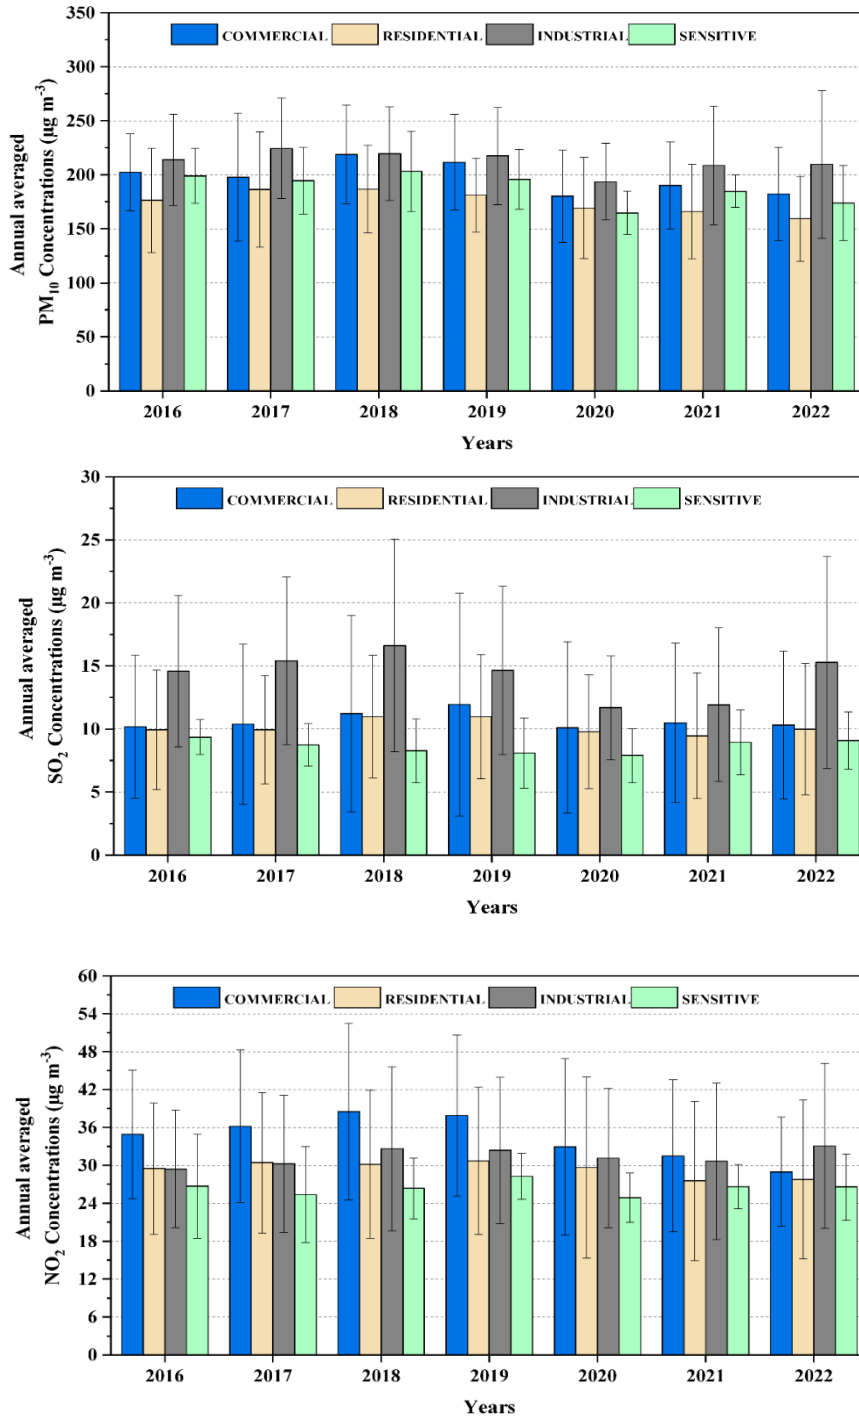 350
COMMERCIAL RESIDENTIAL INDUSTRIAL SENSITIVE
300
250
200
150
100
50
0
Annual averaged
PM₁₀ Concentrations (µg m⁻³)
2016 2017 2018 2019 2020 2021 2022
Years
30
COMMERCIAL RESIDENTIAL INDUSTRIAL SENSITIVE
25
20
15
10
5
0
Annual averaged
SO₂ Concentrations (µg m⁻³)
2016 2017 2018 2019 2020 2021 2022
Years
60
COMMERCIAL RESIDENTIAL INDUSTRIAL SENSITIVE
54
48
42
36
30
24
18
12
6
0
Annual averaged
NO₂ Concentrations (µg m⁻³)
2016 2017 2018 2019 2020 2021 2022
Years